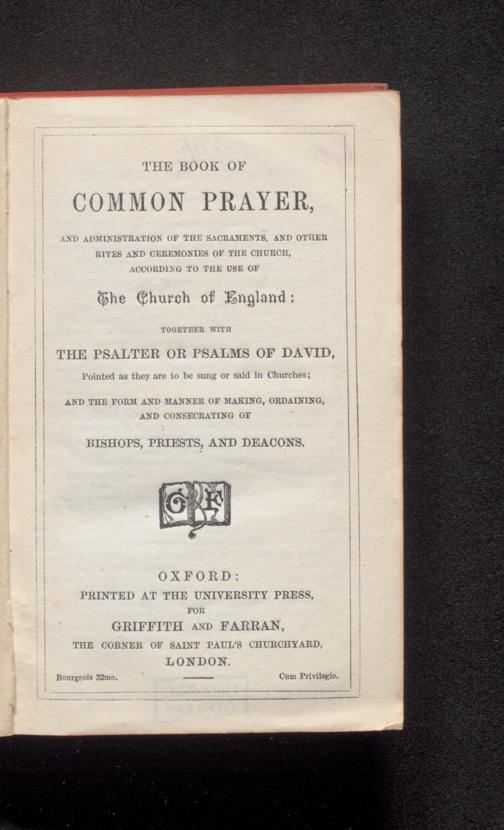 THE BOOK OF
COMMON PRAYER,
AND ADMINISTRATION OF THE SACRAMENTS, AND OTHER
RITES AND CEREMONIES OF THE CHURCH,
ACCORDING TO THE USE OF
The Church of England:
TOGETHER WITH
THE PSALTER OR PSALMS OF DAVID,
Pointed as they are to be sung or said in Churches;
AND THE FORM AND MANNER OF MAKING, ORDAINING,
AND CONSECRATING OF
BISHOPS, PRIESTS, AND DEACONS.
G F
OXFORD:
PRINTED AT THE UNIVERSITY PRESS,
FOR
GRIFFITH AND FARRAN,
THE CORNER OF SAINT PAUL'S CHURCHYARD,
LONDON.
Bourgeois 32mo. Cum Privilegio.